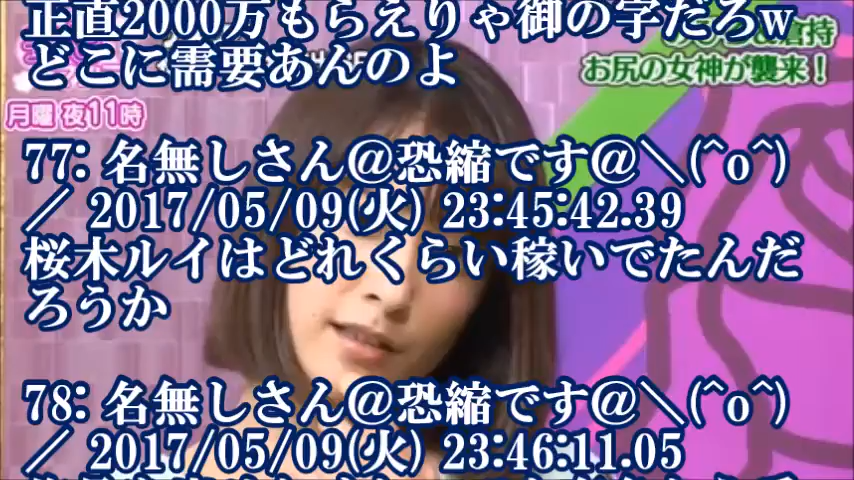 正直2000万もらえりゃ御の字だろw
どこに需要あんのよ
倉持
お尻の女神が襲来！
月曜 夜11時
77: 名無しさん＠恐縮です＠＼(^o^)
／ 2017/05/09(火) 23:45:42.39
桜木ルイはどれくらい稼いでたんだ
ろうか
78: 名無しさん＠恐縮です＠＼(^o^)
／ 2017/05/09(火) 23:46:11.05